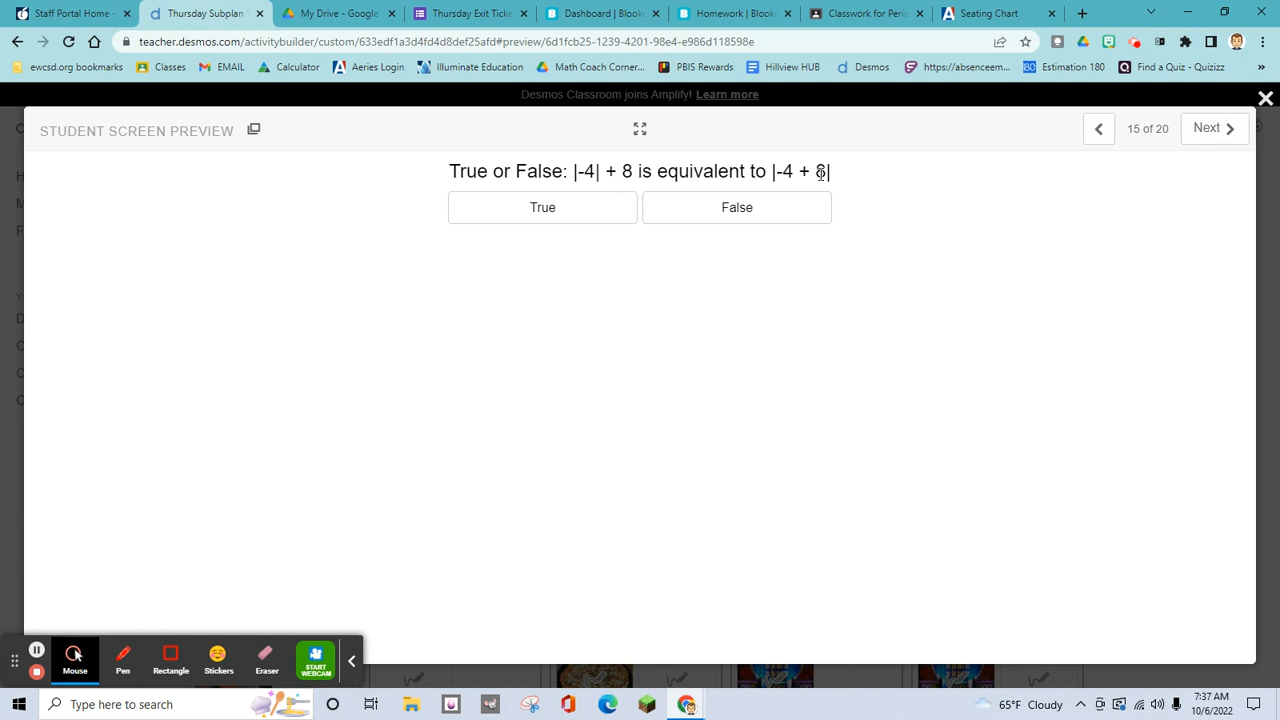 Staff Portal Home -
Thursday Subplan
My Drive - Google
Thursday Exit Ticke
Dashboard | Blook
Homework | Blook
Classwork for Peric
Seating Chart
teacher.desmos.com/activitybuilder/custom/633edf1a3d4fd4d8def25afd#preview/6d1fcb25-1239-4201-98e4-e986d118598e
ewcsd.org bookmarks
Classes
EMAIL
Calculator
Aeries Login
Illuminate Education
Math Coach Corner...
PBIS Rewards
Hillview HUB
Desmos
https://absenceem...
Estimation 180
Find a Quiz - Quizizz
»
Desmos Classroom joins Amplify! Learn more
STUDENT SCREEN PREVIEW
15 of 20
Next
True or False: |-4| + 8 is equivalent to |-4 + 8|
True
False
Mouse
Pen
Rectangle
Stickers
Eraser
START
WEBCAM
Type here to search
65°F Cloudy
7:37 AM
10/6/2022